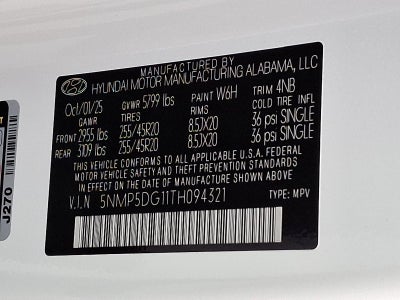 MANUFACTURED BY
HYUNDAI MOTOR MANUFACTURING ALABAMA, LLC
Oct/01/25 GVWR 5799 lbs PAINT W6H TRIM 4NB
GAWR TIRES RIMS COLD TIRE INFL
FRONT 2955 lbs 255/45R20 8.5JX20 36 psi SINGLE
REAR 3109 lbs 255/45R20 8.5JX20 36 psi SINGLE
THIS VEHICLE CONFORMS TO ALL APPLICABLE U.S.A. FEDERAL
MOTOR VEHICLE SAFETY AND THEFT PREVENTION STANDARDS
IN EFFECT ON THE DATE OF MANUFACTURE SHOWN ABOVE.
V.I.N 5NMP5DG11TH094321 TYPE: MPV
J270